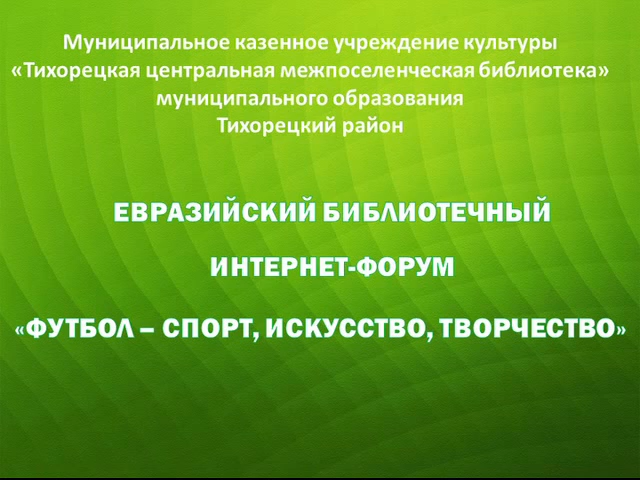 Муниципальное казенное учреждение культуры
«Тихорецкая центральная межпоселенческая библиотека»
муниципального образования
Тихорецкий район
ЕВРАЗИЙСКИЙ БИБЛИОТЕЧНЫЙ
ИНТЕРНЕТ-ФОРУМ
«ФУТБОЛ – СПОРТ, ИСКУССТВО, ТВОРЧЕСТВО»